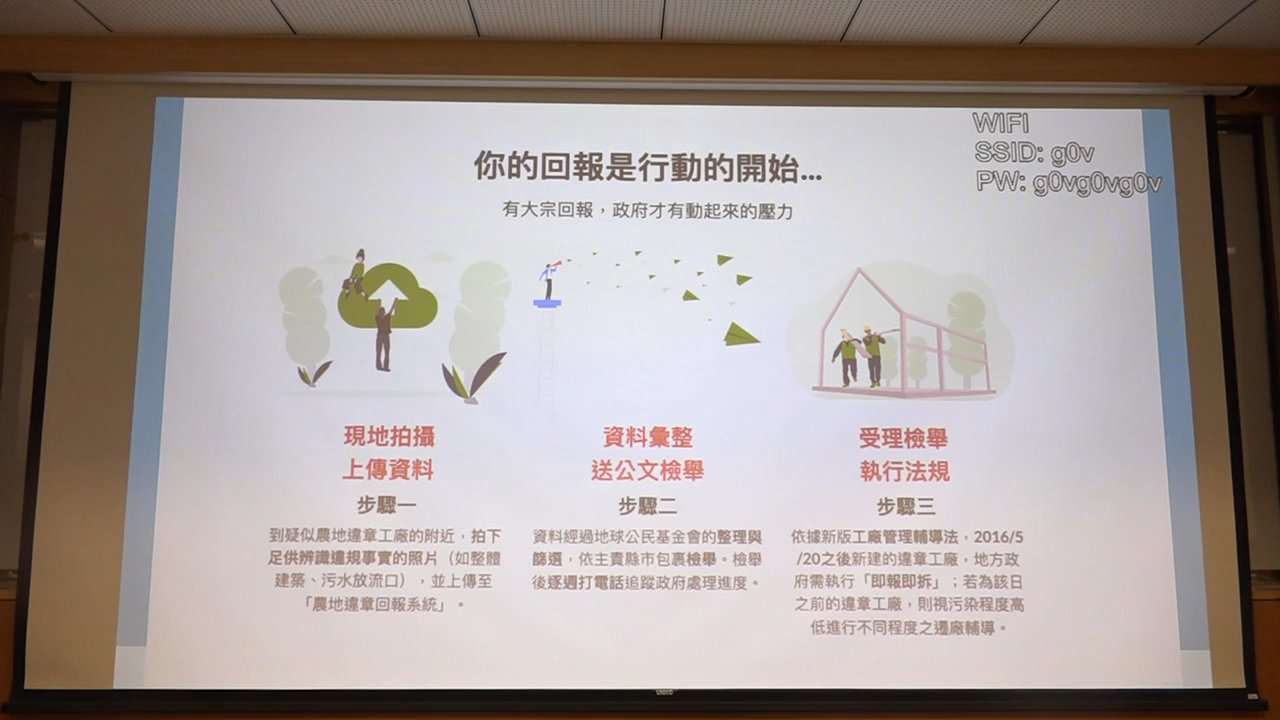 WIFI
SSID: g0v
PW: g0vg0vg0v
你的回報是行動的開始...
有大宗回報，政府才有動起來的壓力
現地拍攝
上傳資料
步驟一
到疑似農地違章工廠的附近，拍下
足供辨識違規事實的照片（如整體
建築、污水放流口），並上傳至
「農地違章回報系統」。
資料彙整
送公文檢舉
步驟二
資料經過地球公民基金會的整理與
篩選，依主責縣市包裹檢舉。檢舉
後逐週打電話追蹤政府處理進度。
受理檢舉
執行法規
步驟三
依據新版工廠管理輔導法，2016/5
/20之後新建的違章工廠，地方政
府需執行「即報即拆」；若為該日
之前的違章工廠，則視污染程度高
低進行不同程度之遷廠輔導。